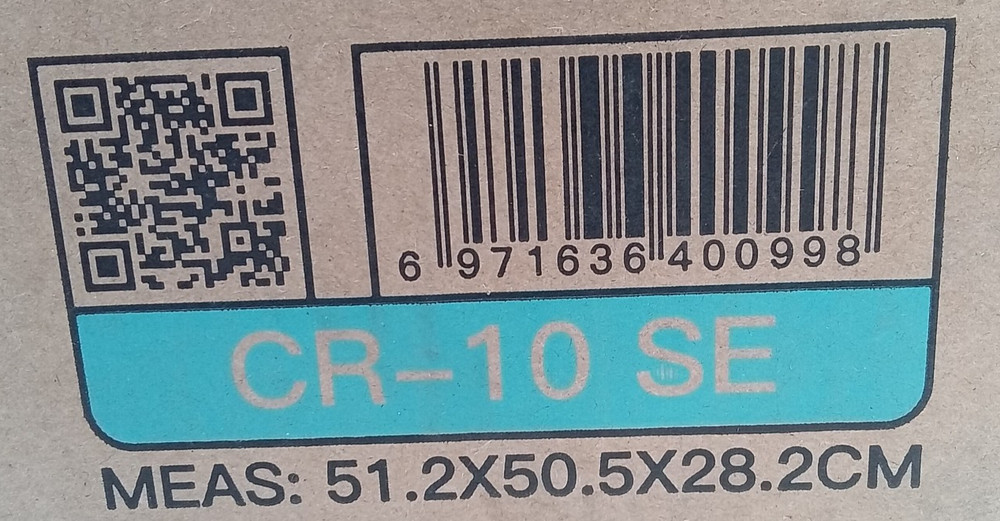 6 971636 400998
CR-10 SE
MEAS: 51.2X50.5X28.2CM